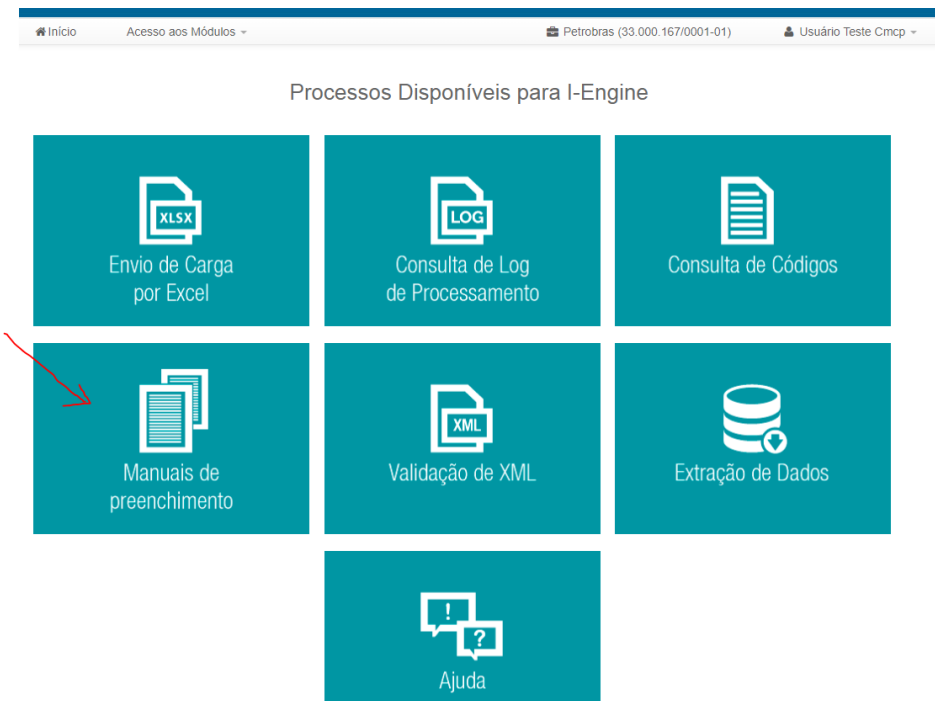 Início Acesso aos Módulos Petrobras (33.000.167/0001-01) Usuário Teste Cmcp
Processos Disponíveis para I-Engine
XLSX
Envio de Carga
por Excel
LOG
Consulta de Log
de Processamento
Consulta de Códigos
Manuais de
preenchimento
XML
Validação de XML
Extração de Dados
! ?
Ajuda